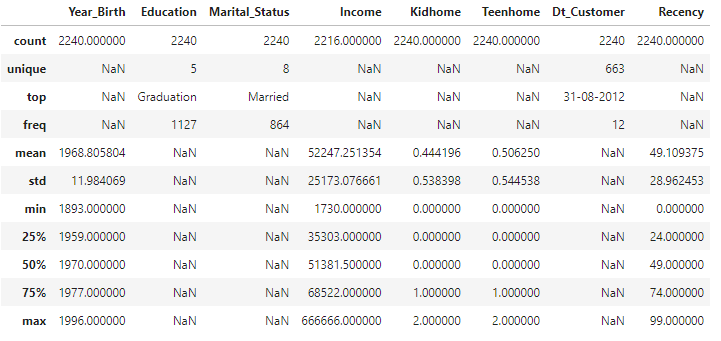 Year_Birth Education Marital_Status Income Kidhome Teenhome Dt_Customer Recency
count 2240.000000 2240 2240 2216.000000 2240.000000 2240.000000 2240 2240.000000
unique NaN 5 8 NaN NaN NaN 663 NaN
top NaN Graduation Married NaN NaN NaN 31-08-2012 NaN
freq NaN 1127 864 NaN NaN NaN 12 NaN
mean 1968.805804 NaN NaN 52247.251354 0.444196 0.506250 NaN 49.109375
std 11.984069 NaN NaN 25173.076661 0.538398 0.544538 NaN 28.962453
min 1893.000000 NaN NaN 1730.000000 0.000000 0.000000 NaN 0.000000
25% 1959.000000 NaN NaN 35303.000000 0.000000 0.000000 NaN 24.000000
50% 1970.000000 NaN NaN 51381.500000 0.000000 0.000000 NaN 49.000000
75% 1977.000000 NaN NaN 68522.000000 1.000000 1.000000 NaN 74.000000
max 1996.000000 NaN NaN 666666.000000 2.000000 2.000000 NaN 99.000000